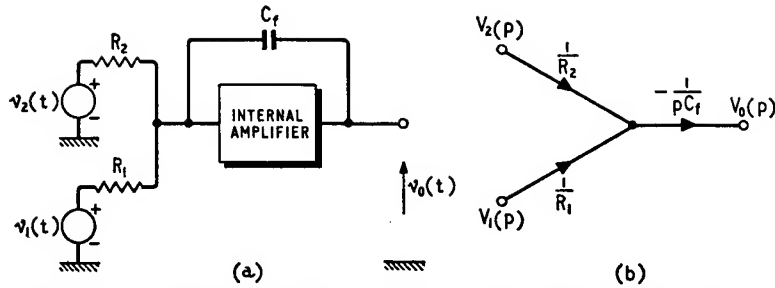 C_f
R_2
v_2(t)
+
-
INTERNAL
AMPLIFIER
R_1
v_1(t)
+
-
v_0(t)
(a)
V_2(p)
1/R_2
-1/pC_f
V_0(p)
1/R_1
V_1(p)
(b)